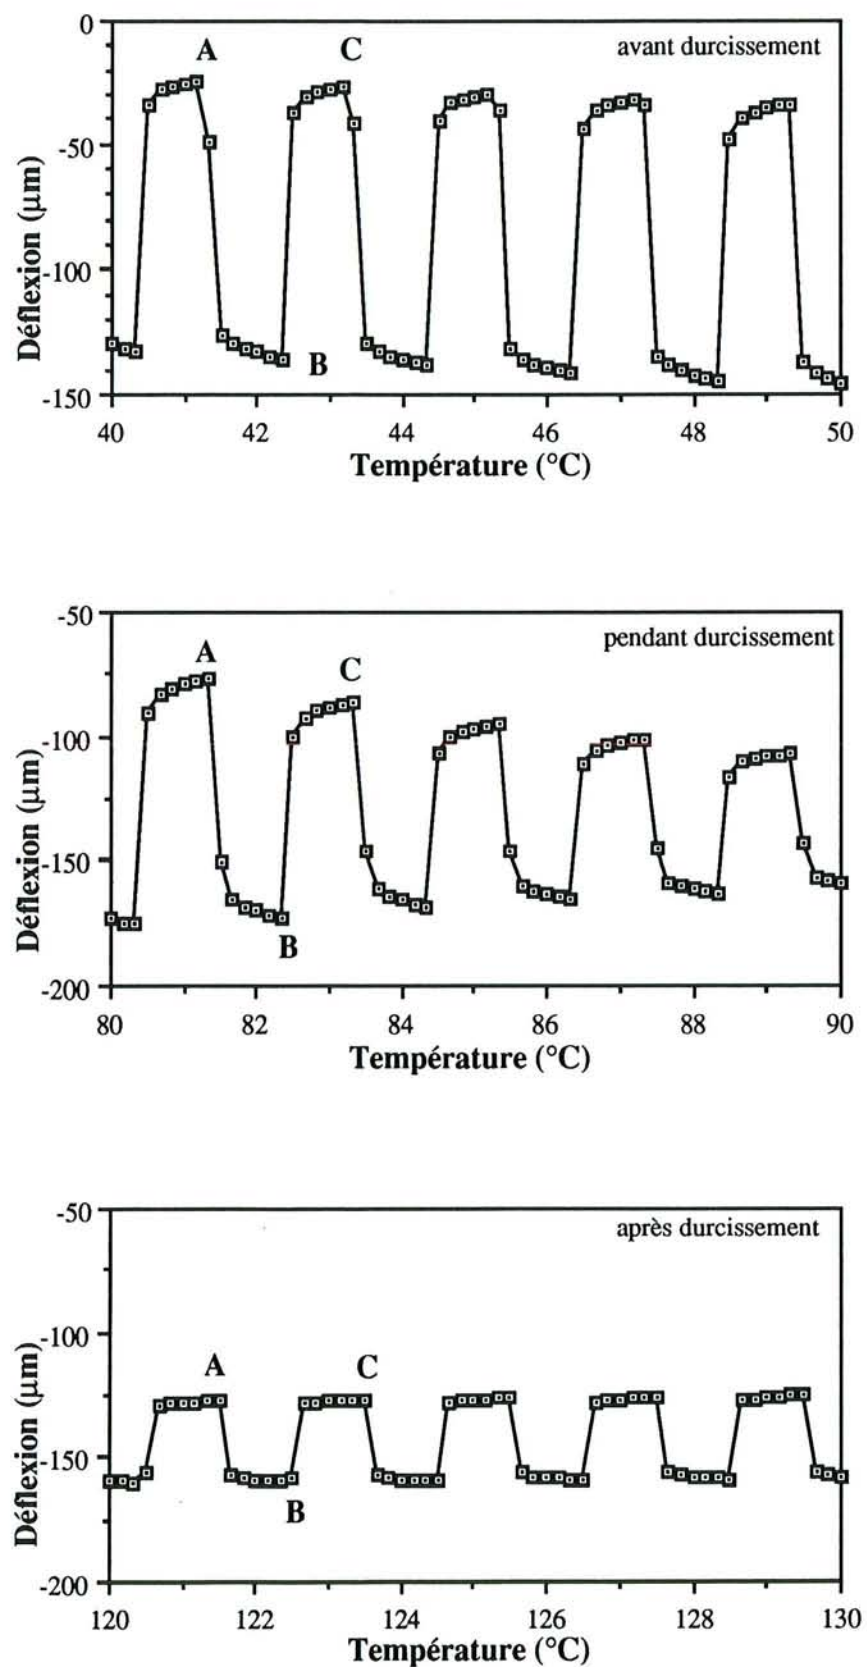 avant durcissement
A
C
B
Déflexion (μm)
0
-50
-100
-150
40 42 44 46 48 50
Température (°C)
pendant durcissement
A
C
B
Déflexion (μm)
-50
-100
-150
-200
80 82 84 86 88 90
Température (°C)
après durcissement
A
C
B
Déflexion (μm)
-50
-100
-150
-200
120 122 124 126 128 130
Température (°C)